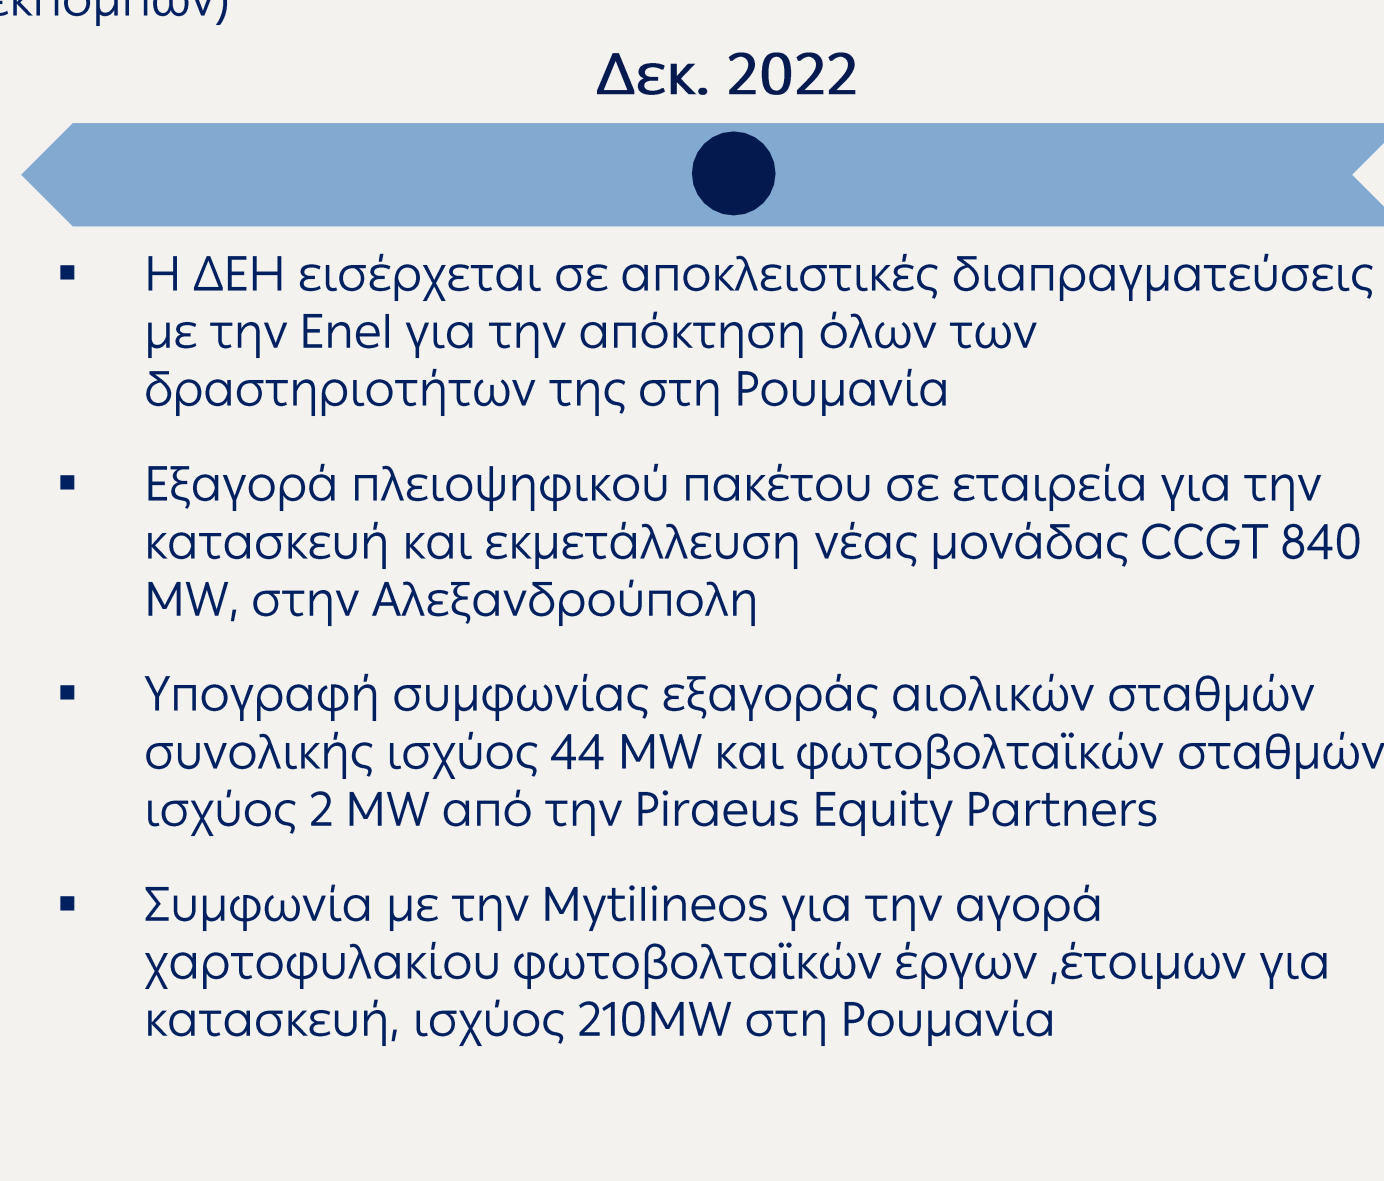 εκπομπών)
Δεκ. 2022
▪ Η ΔΕΗ εισέρχεται σε αποκλειστικές διαπραγματεύσεις
με την Enel για την απόκτηση όλων των
δραστηριοτήτων της στη Ρουμανία
▪ Εξαγορά πλειοψηφικού πακέτου σε εταιρεία για την
κατασκευή και εκμετάλλευση νέας μονάδας CCGT 840
MW, στην Αλεξανδρούπολη
▪ Υπογραφή συμφωνίας εξαγοράς αιολικών σταθμών
συνολικής ισχύος 44 MW και φωτοβολταϊκών σταθμών
ισχύος 2 MW από την Piraeus Equity Partners
▪ Συμφωνία με την Mytilineos για την αγορά
χαρτοφυλακίου φωτοβολταϊκών έργων ,έτοιμων για
κατασκευή, ισχύος 210MW στη Ρουμανία